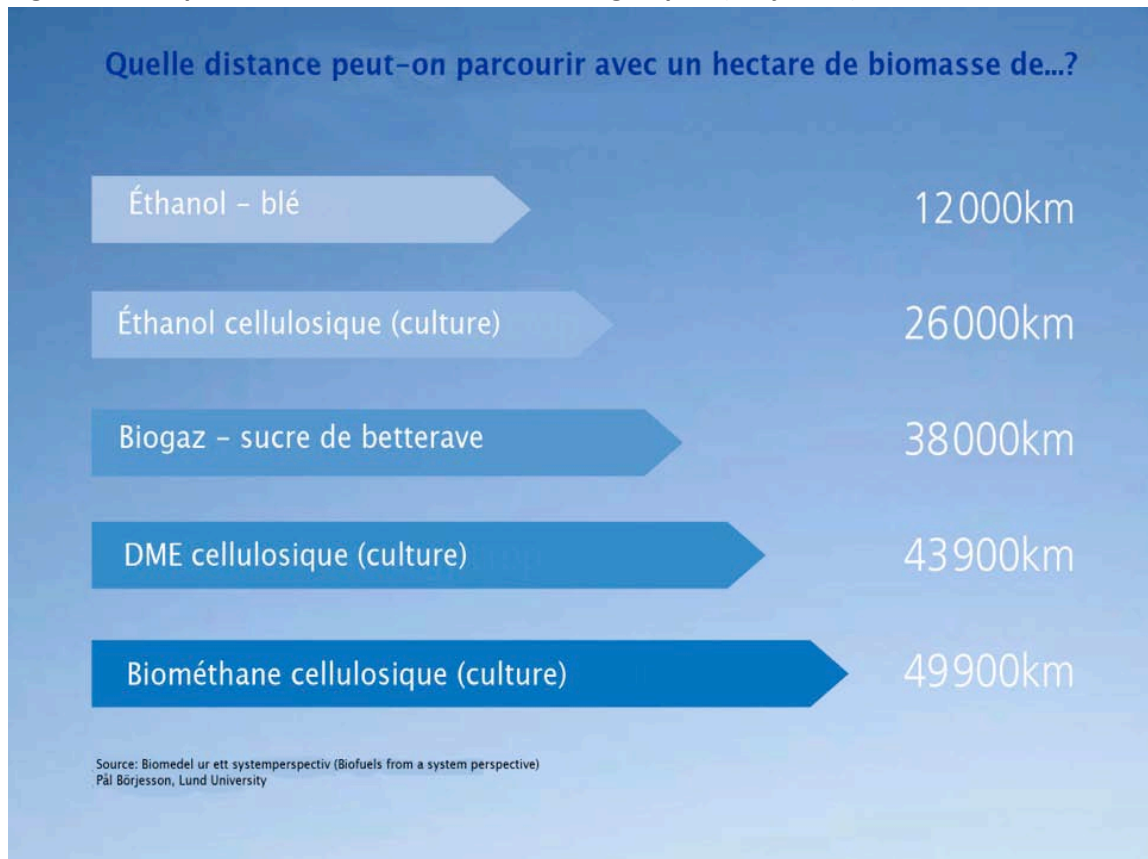 Quelle distance peut-on parcourir avec un hectare de biomasse de...?
Éthanol - blé 12000km
Éthanol cellulosique (culture) 26000km
Biogaz - sucre de betterave 38000km
DME cellulosique (culture) 43900km
Biométhane cellulosique (culture) 49900km
Source: Biomedel ur ett systemperspectiv (Biofuels from a system perspective)
Pål Börjesson, Lund University